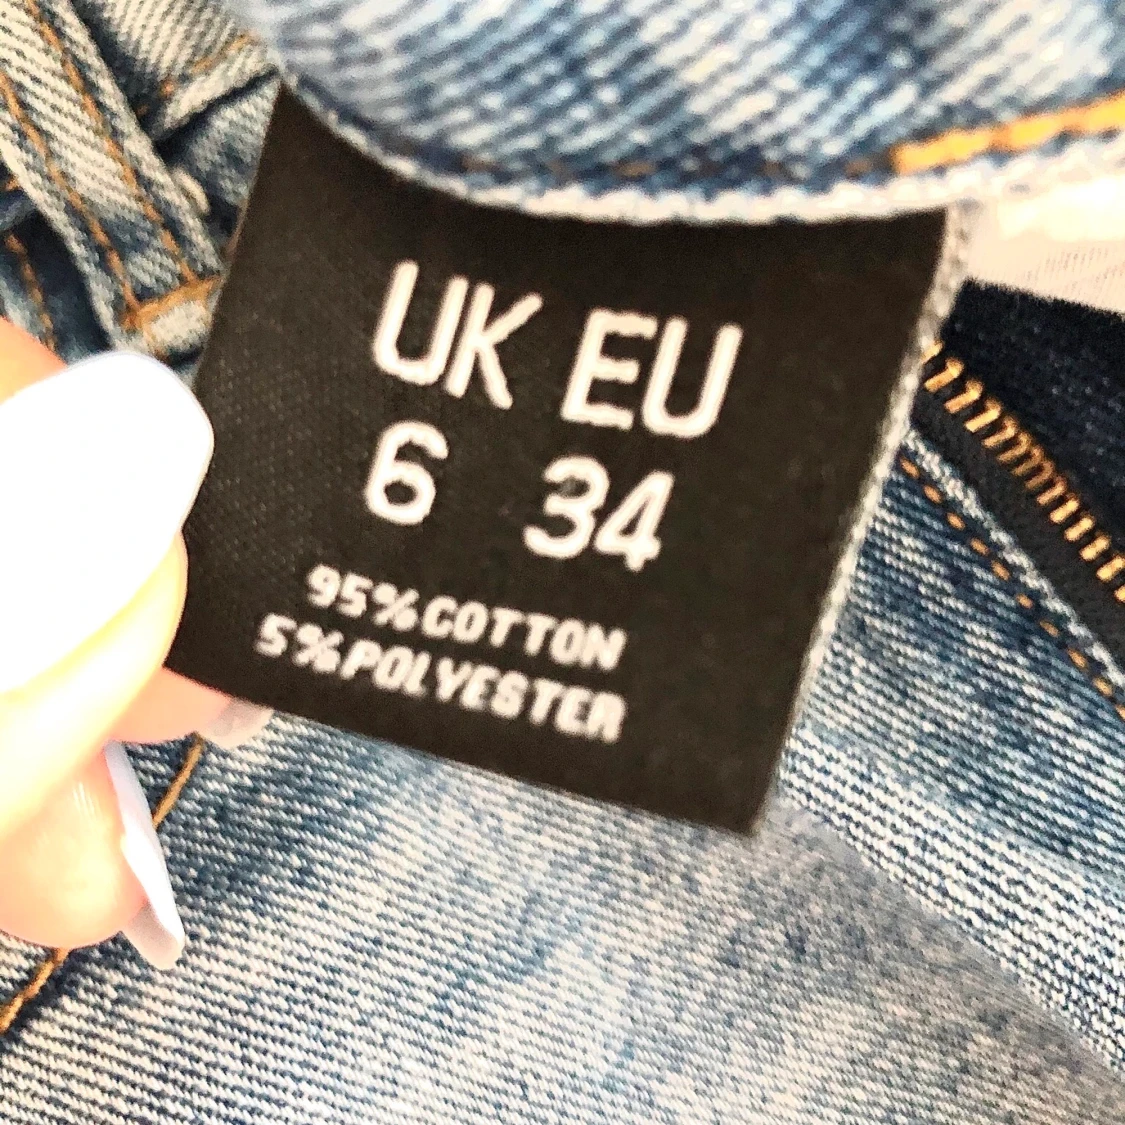 UK EU
6 34
95%COTTON
5%POLYESTER